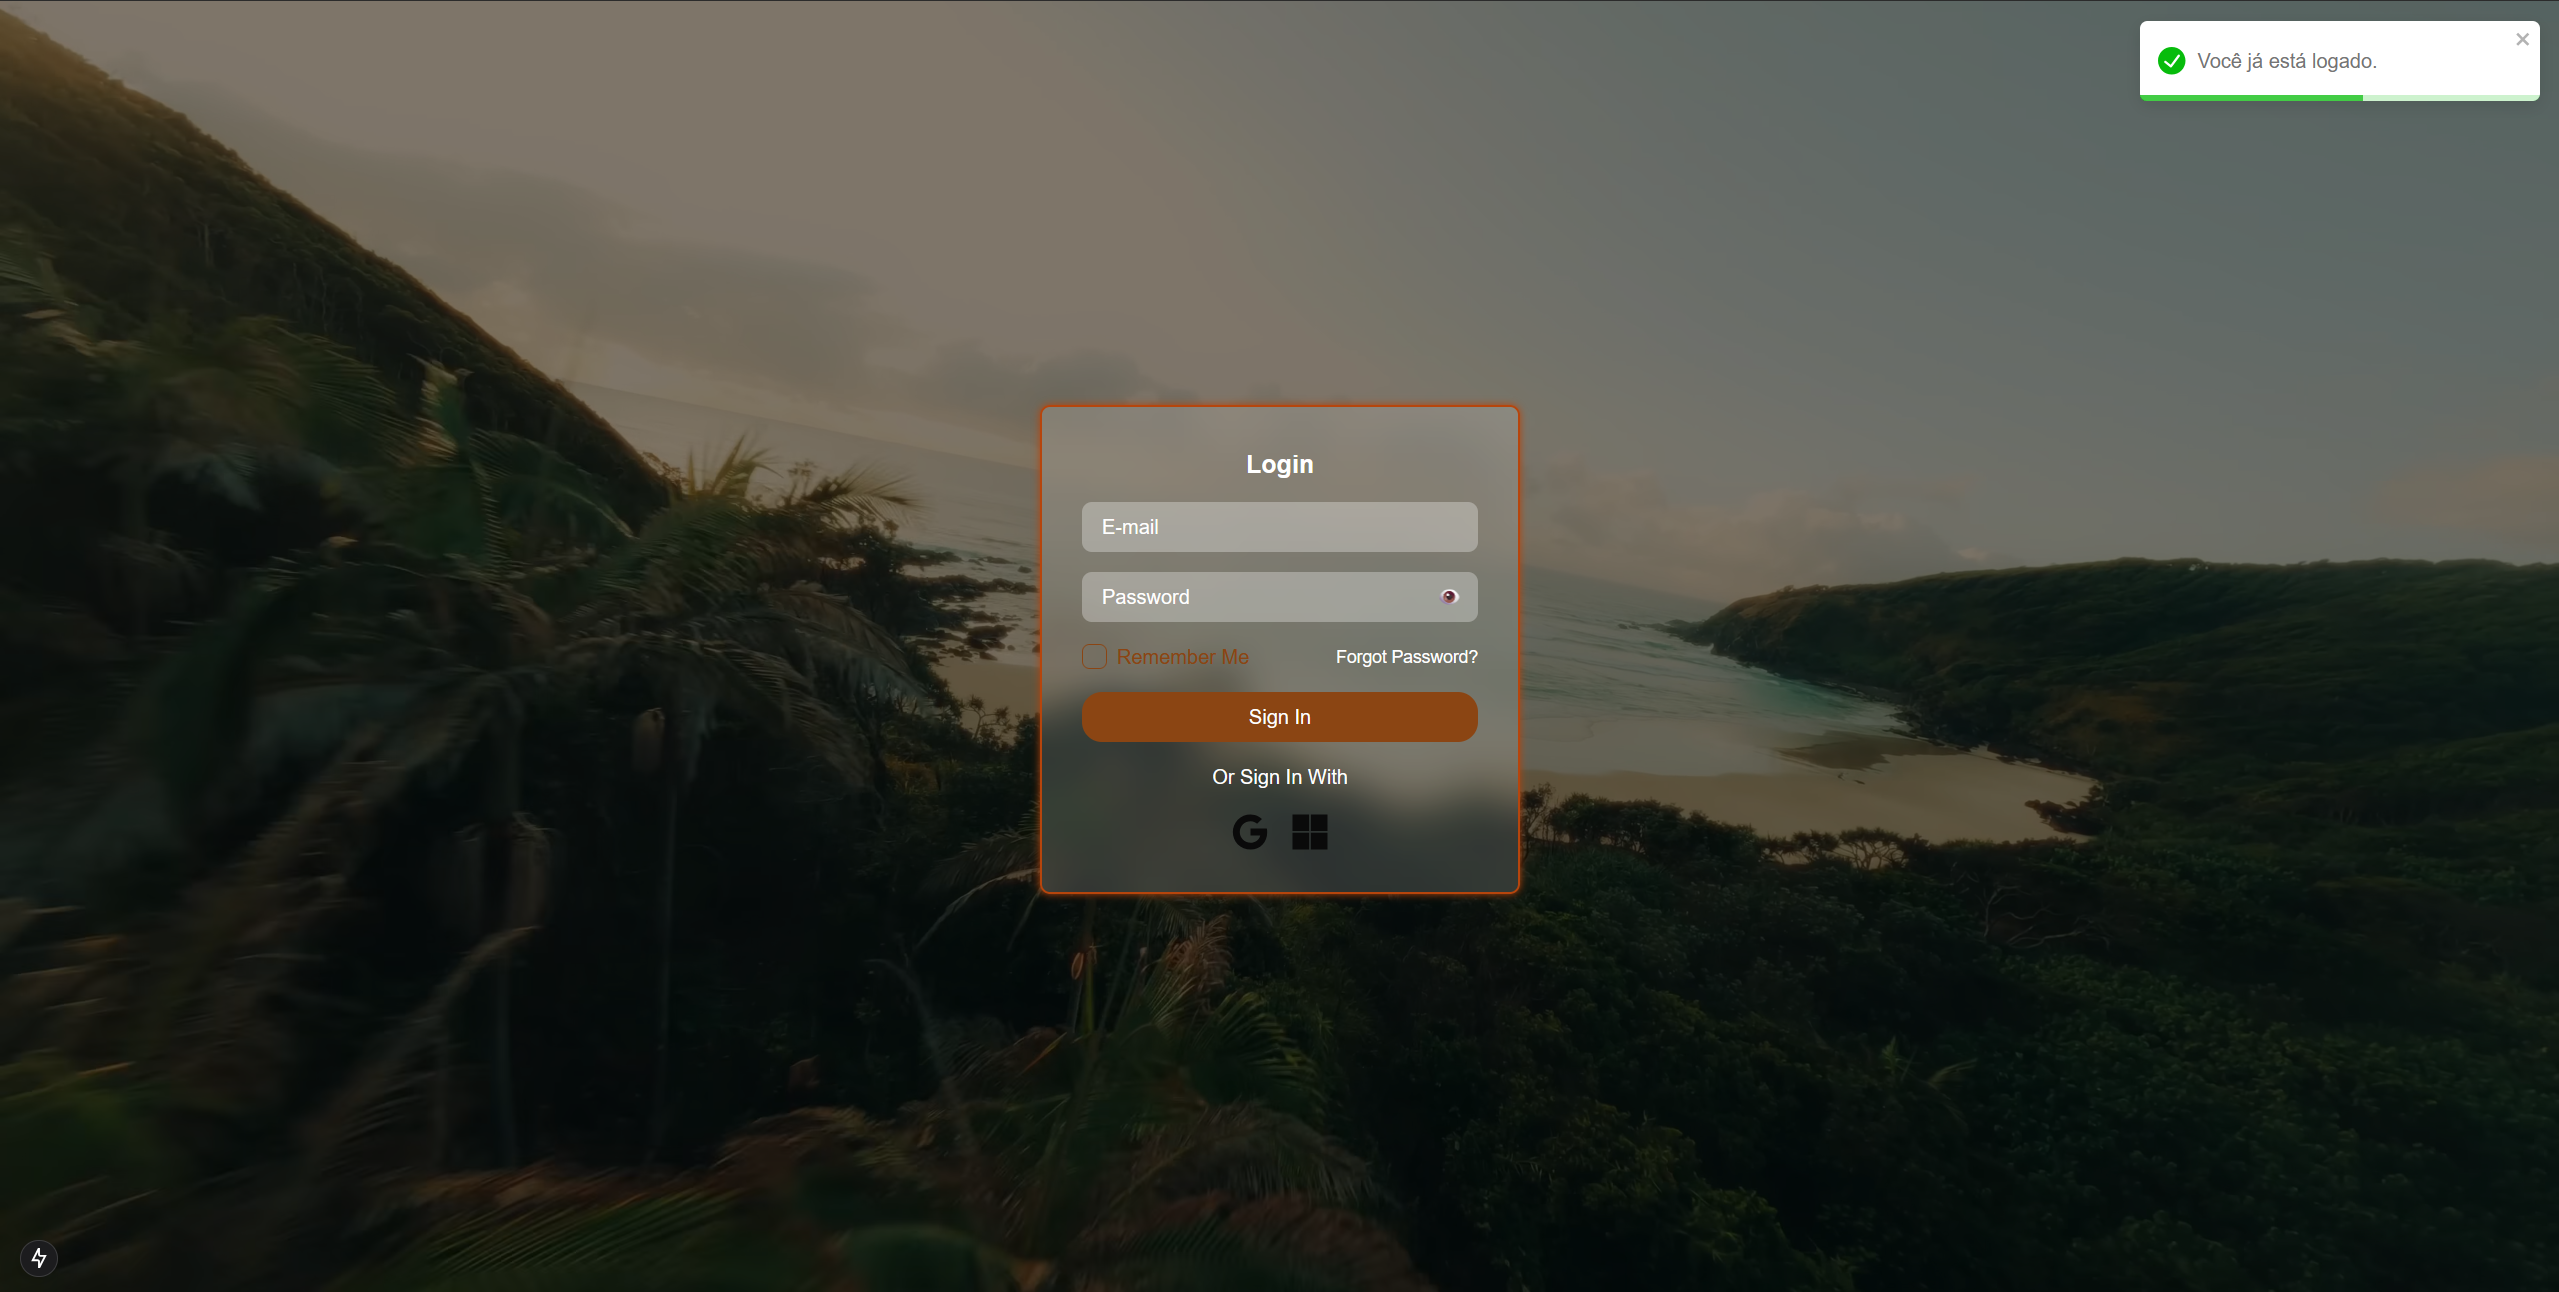 Você já está logado.
Login
E-mail
Password
Remember Me
Forgot Password?
Sign In
Or Sign In With